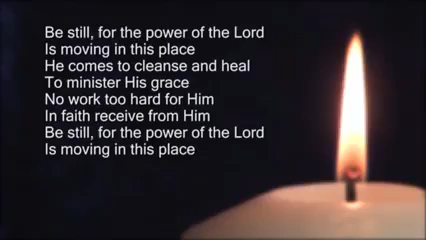 Be still, for the power of the Lord
Is moving in this place
He comes to cleanse and heal
To minister His grace
No work too hard for Him
In faith receive from Him
Be still, for the power of the Lord
Is moving in this place